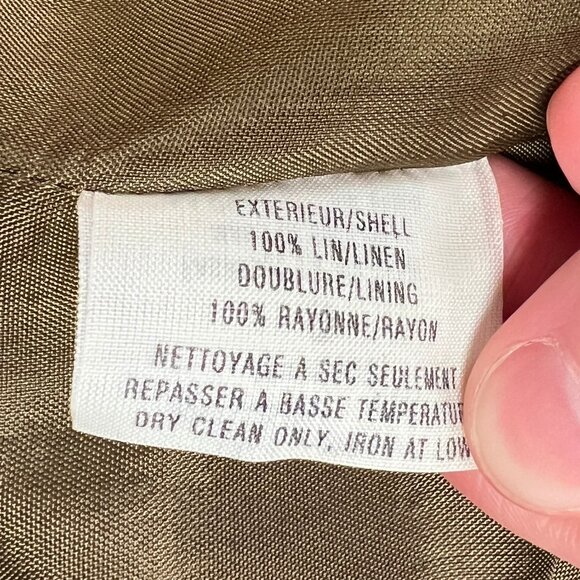 EXTERIEUR/SHELL
100% LIN/LINEN
DOUBLURE/LINING
100% RAYONNE/RAYON
NETTOYAGE A SEC SEULEMENT
REPASSER A BASSE
DRY CLEAN ONLY, IRON AT LOW